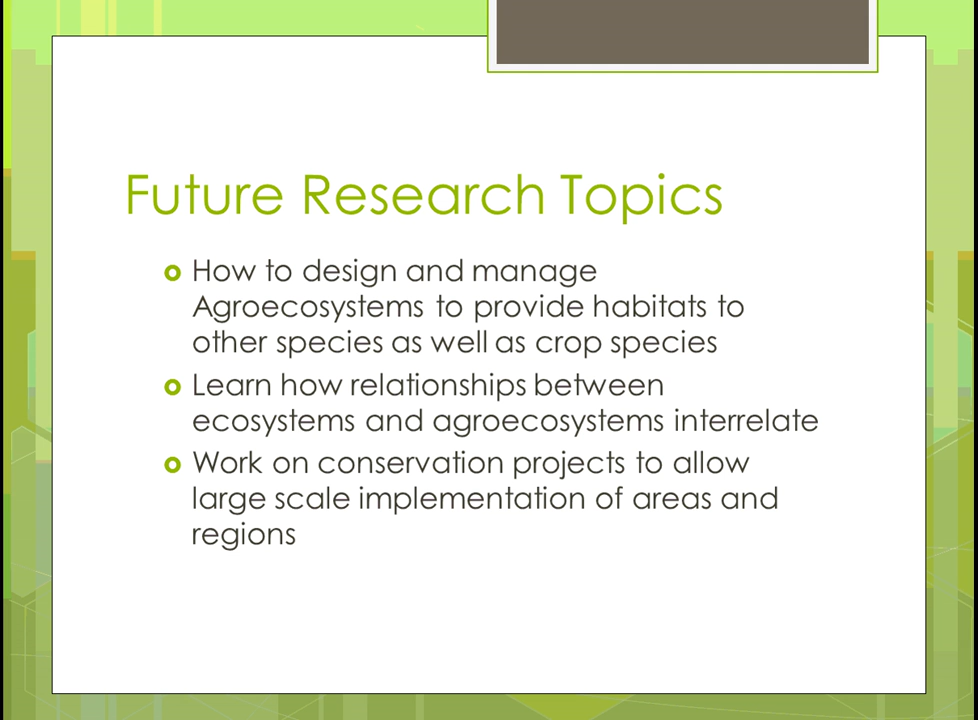 Future Research Topics
How to design and manage
Agroecosystems to provide habitats to
other species as well as crop species
Learn how relationships between
ecosystems and agroecosystems interrelate
Work on conservation projects to allow
large scale implementation of areas and
regions